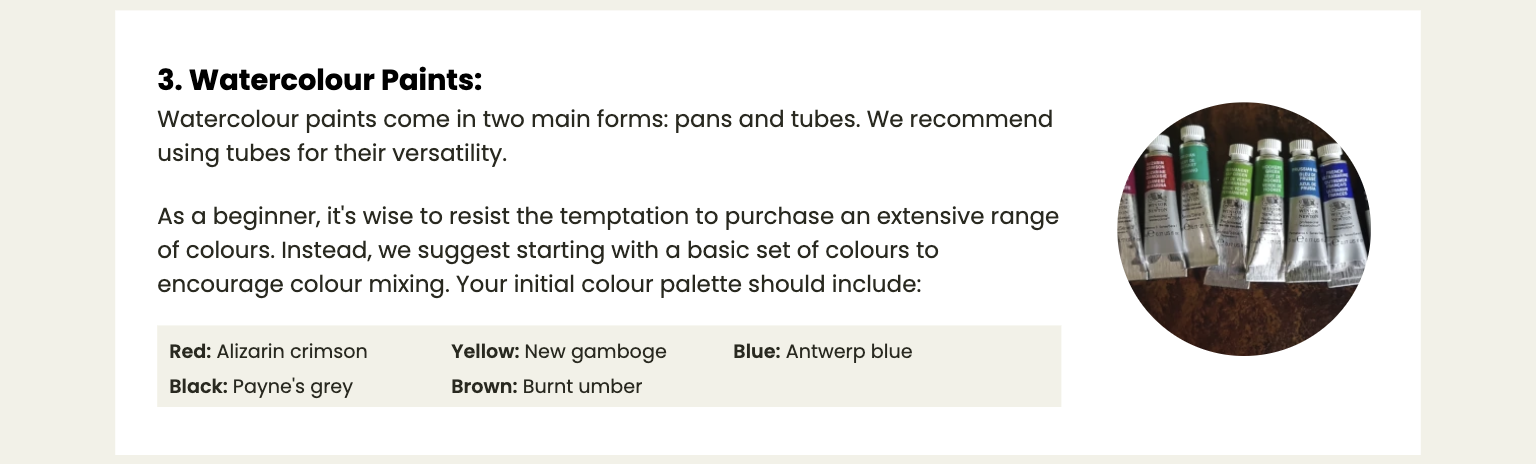 3. Watercolour Paints:
Watercolour paints come in two main forms: pans and tubes. We recommend
using tubes for their versatility.
As a beginner, it's wise to resist the temptation to purchase an extensive range
of colours. Instead, we suggest starting with a basic set of colours to
encourage colour mixing. Your initial colour palette should include:
Red: Alizarin crimson Yellow: New gamboge Blue: Antwerp blue
Black: Payne's grey Brown: Burnt umber